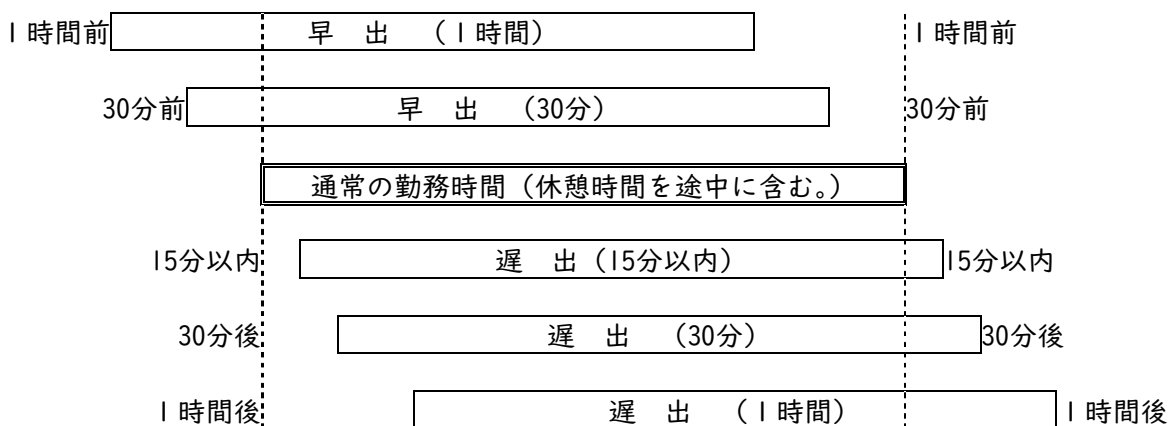 1時間前 早 出 (1時間) 1時間前
30分前 早 出 (30分) 30分前
通常の勤務時間(休憩時間を途中に含む。)
15分以内 遅 出(15分以内) 15分以内
30分後 遅 出 (30分) 30分後
1時間後 遅 出 (1時間) 1時間後